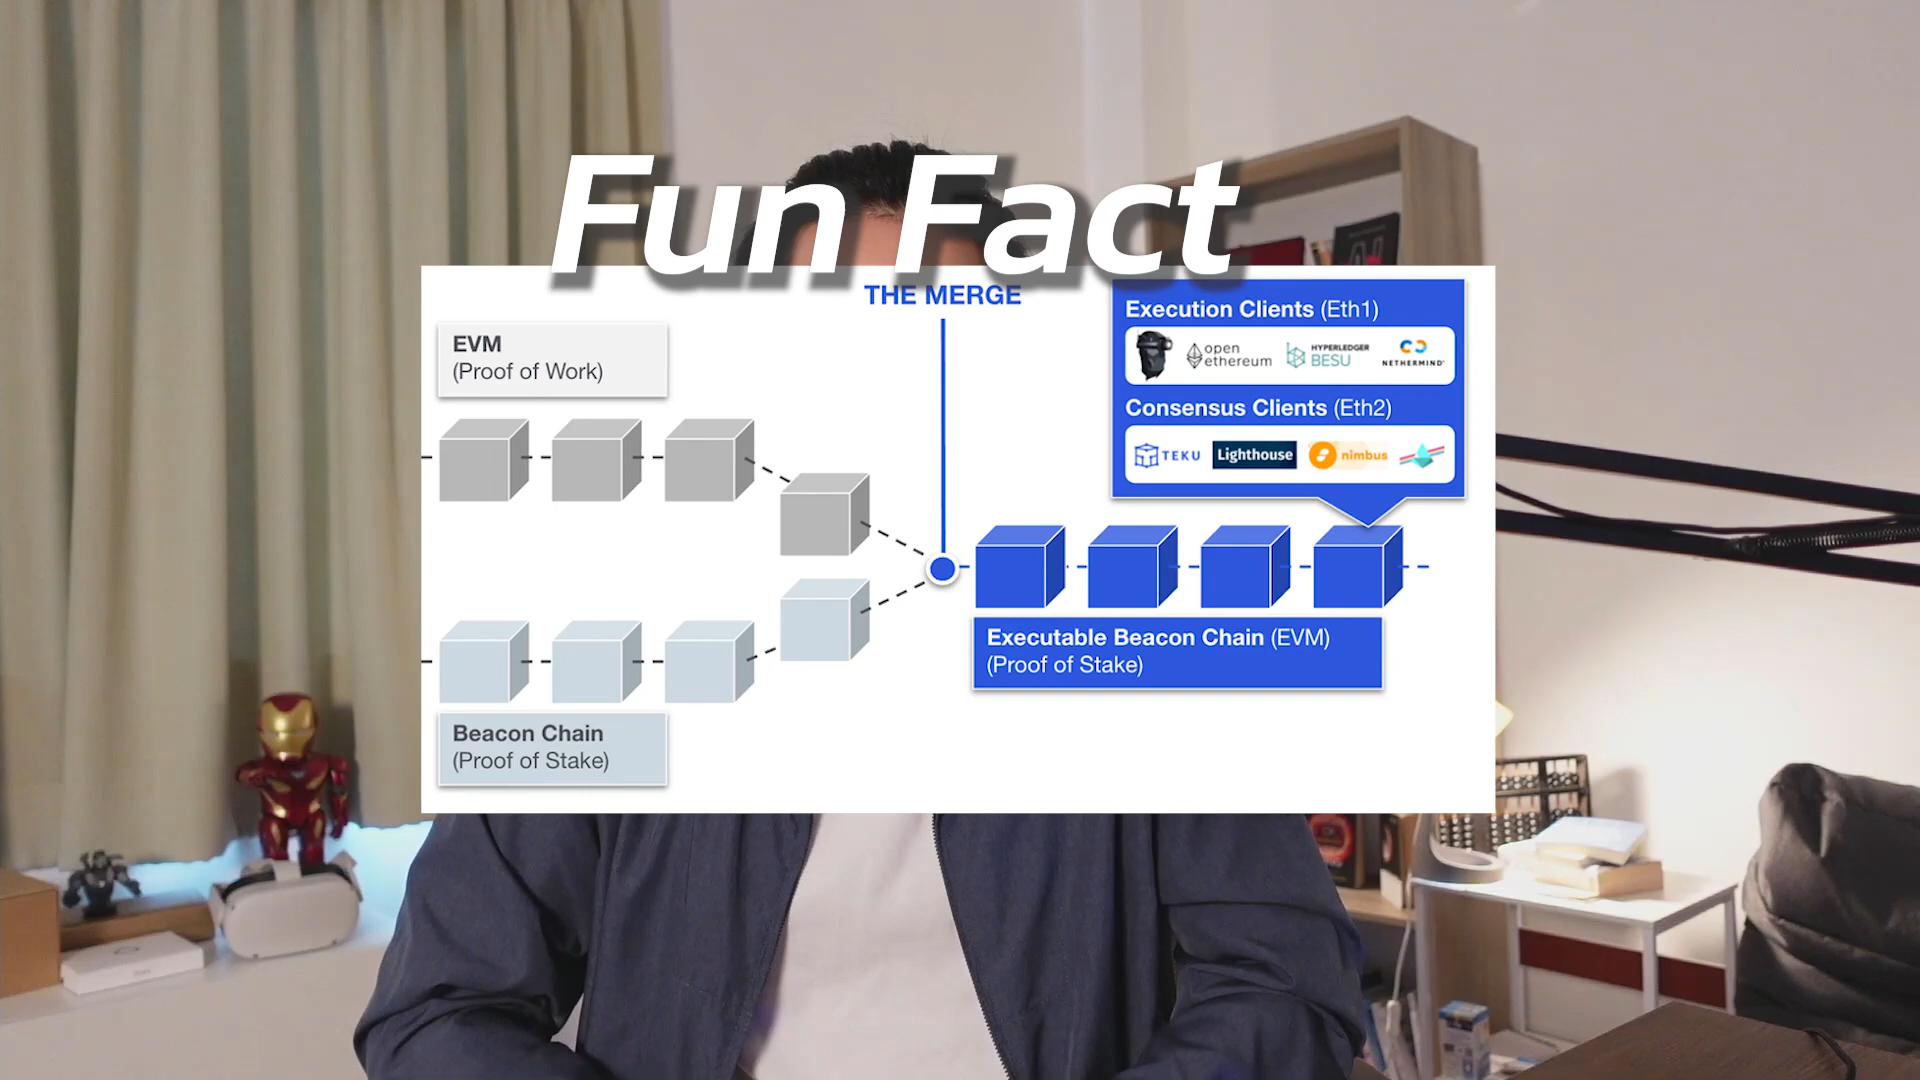 Fun Fact
THE MERGE
EVM
(Proof of Work)
Execution Clients (Eth1)
open
ethereum
HYPERLEDGER
BESU
NETHERMIND
Consensus Clients (Eth2)
TEKU
Lighthouse
nimbus
Executable Beacon Chain (EVM)
(Proof of Stake)
Beacon Chain
(Proof of Stake)